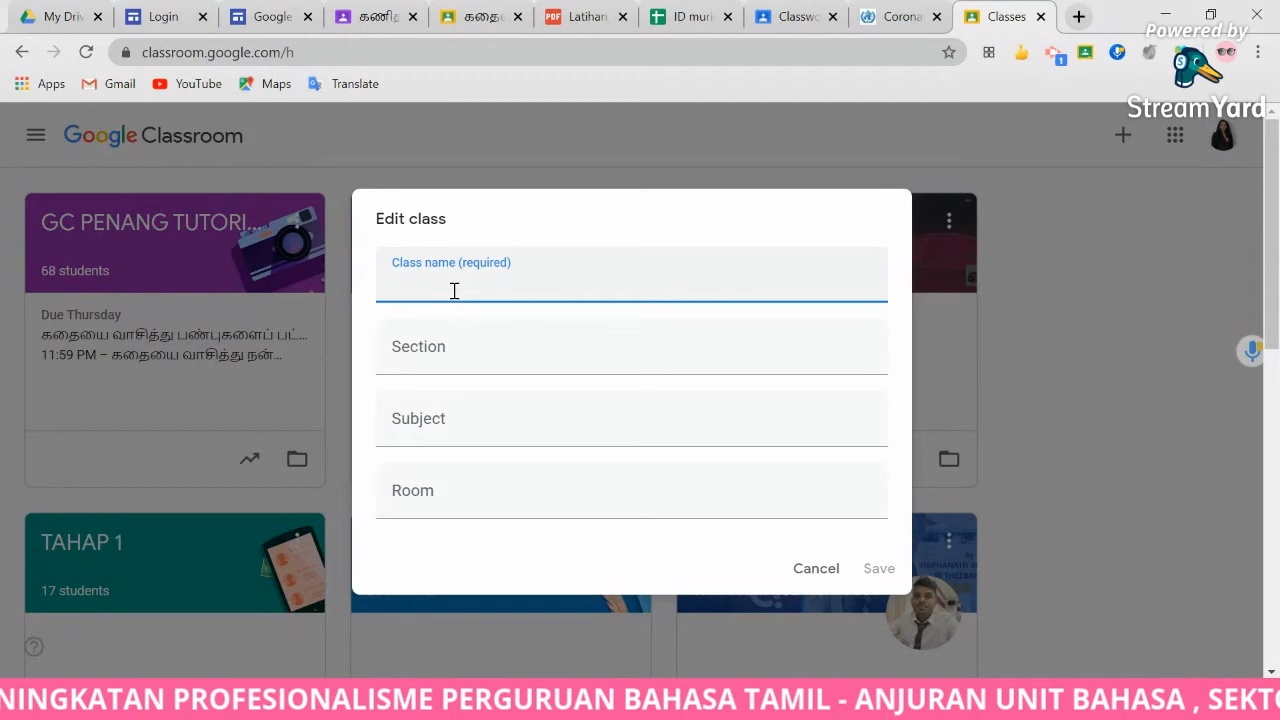 My Dri
Login
Google
கணித
கதை
Latihan
ID mur
Classwo
Corona
Classes
Powered by
classroom.google.com/h
1
Apps
Gmail
YouTube
Maps
Translate
StreamYard
Google Classroom
GC PENANG TUTORI...
68 students
Due Thursday
கதையை வாசித்து பண்புகளைப் பட்...
11:59 PM – கதையை வாசித்து நன்...
TAHAP 1
17 students
Edit class
Class name (required)
Section
Subject
Room
Cancel
Save
NINGKATAN PROFESIONALISME PERGURUAN BAHASA TAMIL - ANJURAN UNIT BAHASA , SEKTO